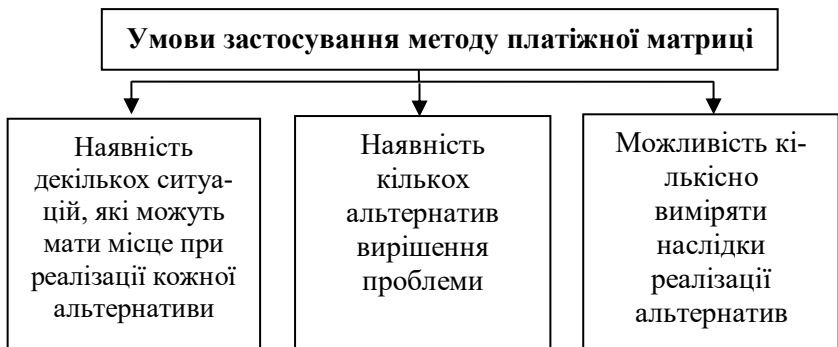 Умови застосування методу платіжної матриці
Наявність
декількох ситуа-
цій, які можуть
мати місце при
реалізації кожної
альтернативи
Наявність
кількох
альтернатив
вирішення
проблеми
Можливість кі-
лькісно
виміряти
наслідки
реалізації
альтернатив